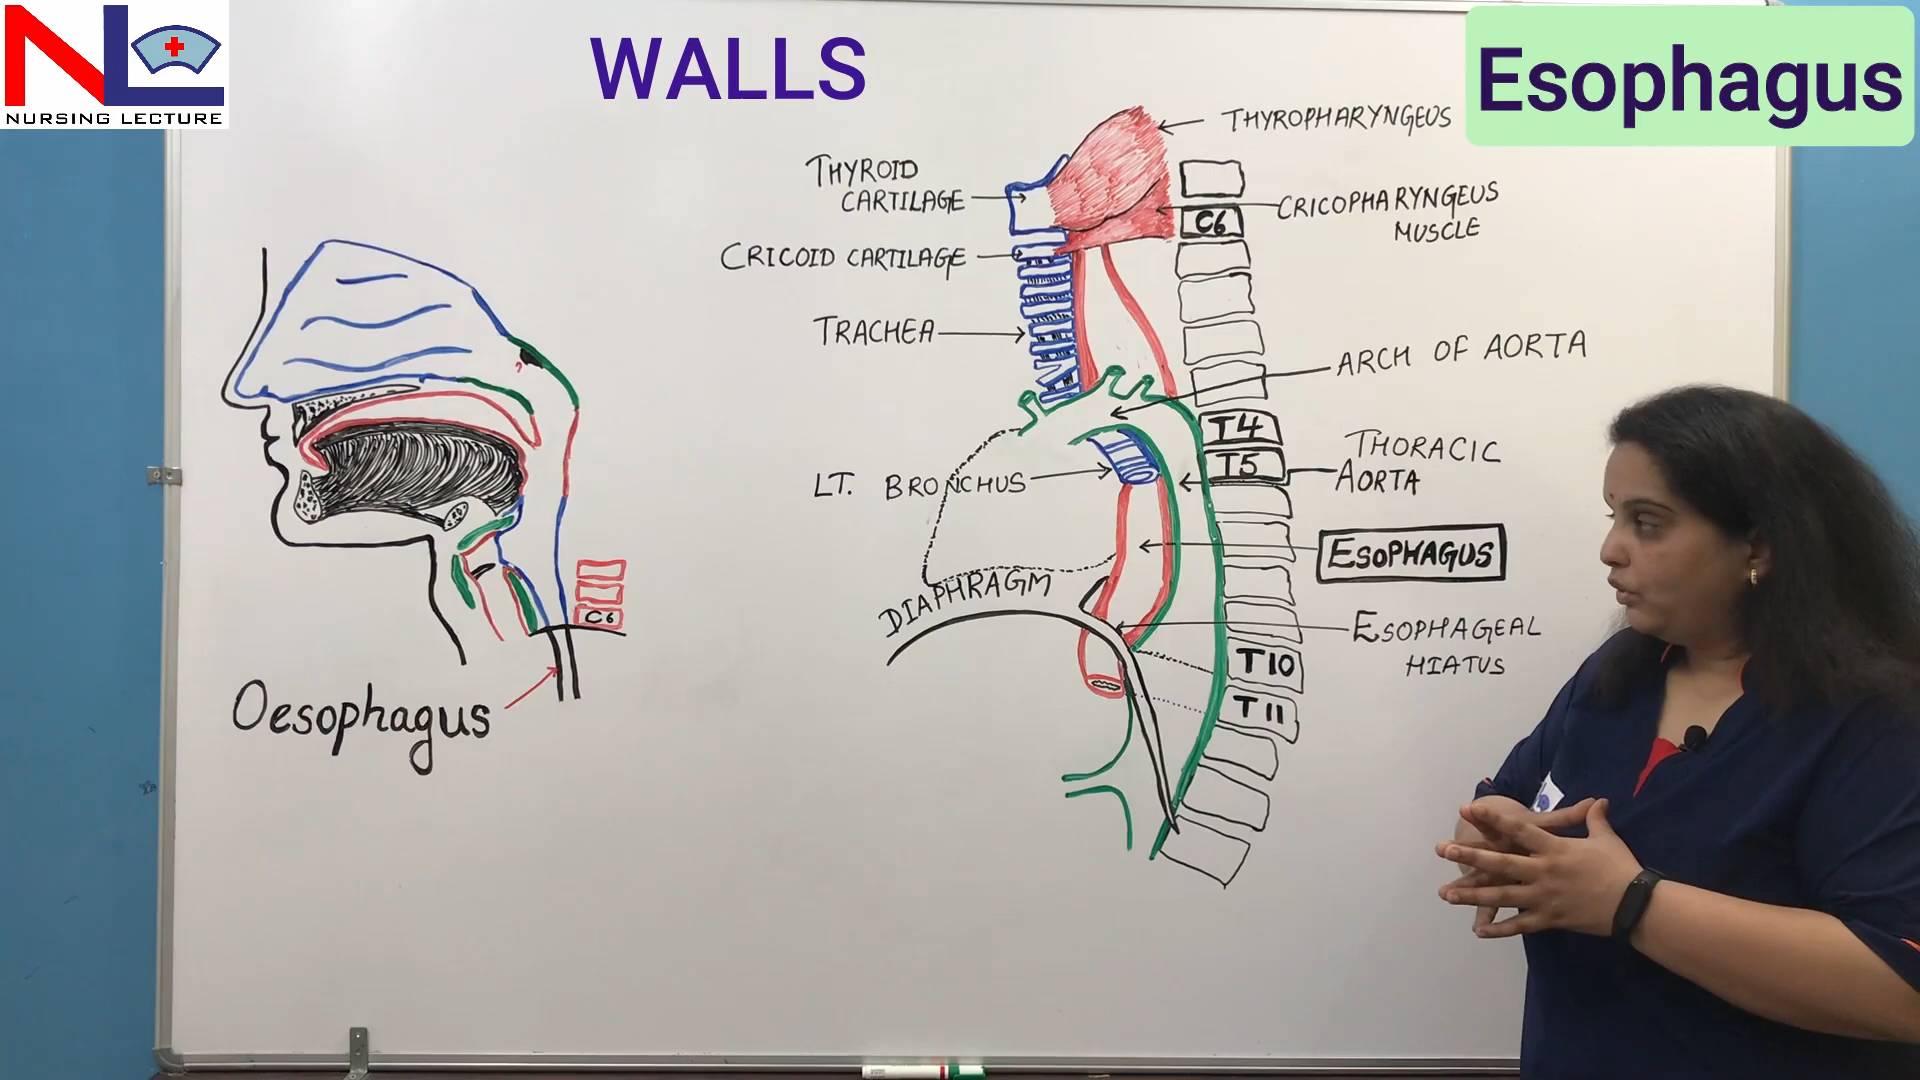 NL
NURSING LECTURE
WALLS
Esophagus
THYROPHARYNGEUS
THYROID
CARTILAGE
CRICOPHARYNGEUS
MUSCLE
C6
CRICOID CARTILAGE
TRACHEA
ARCH OF AORTA
T4
T5
THORACIC
AORTA
LT. BRONCHUS
ESOPHAGUS
DIAPHRAGM
C6
ESOPHAGEAL
HIATUS
T10
T11
Oesophagus